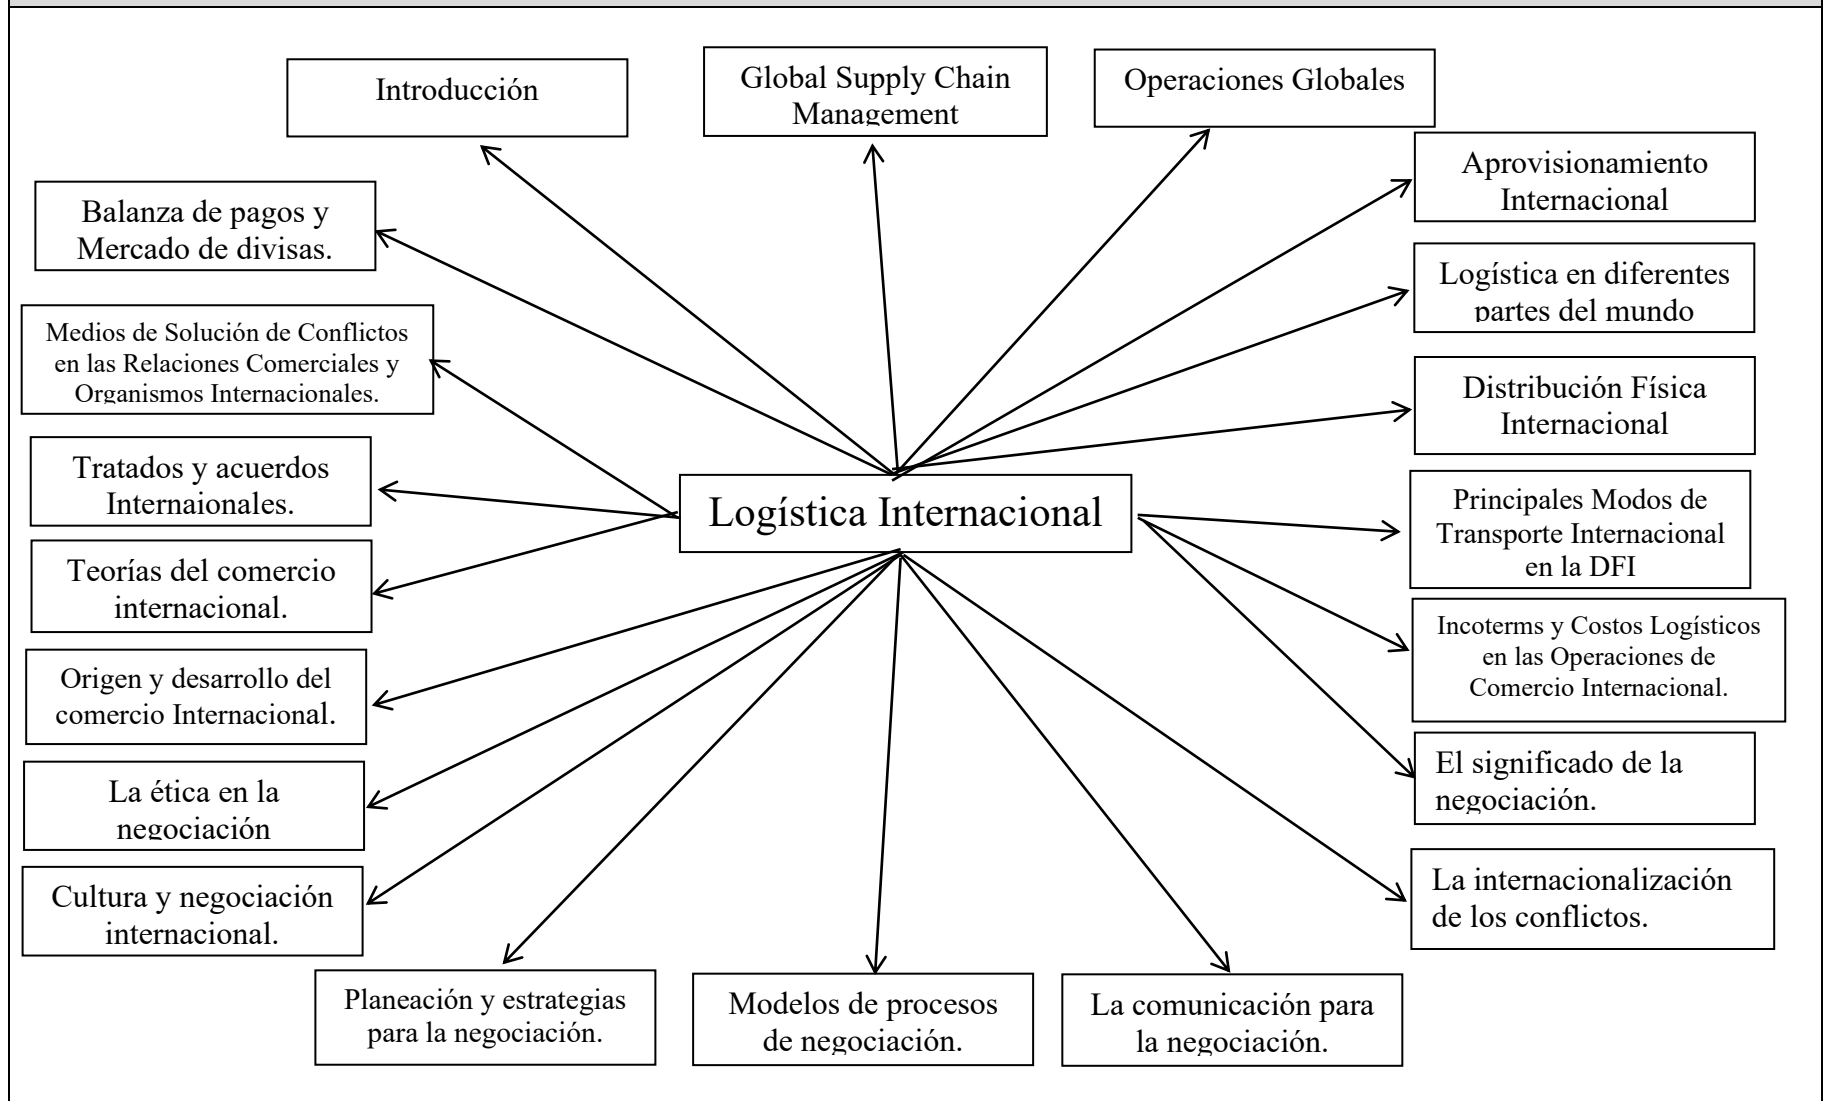 Introducción
Global Supply Chain
Management
Operaciones Globales
Aprovisionamiento
Internacional
Balanza de pagos y
Mercado de divisas.
Logística en diferentes
partes del mundo
Medios de Solución de Conflictos
en las Relaciones Comerciales y
Organismos Internacionales.
Distribución Física
Internacional
Tratados y acuerdos
Internaionales.
Logística Internacional
Principales Modos de
Transporte Internacional
en la DFI
Teorías del comercio
internacional.
Incoterms y Costos Logísticos
en las Operaciones de
Comercio Internacional.
Origen y desarrollo del
comercio Internacional.
El significado de la
negociación.
La ética en la
negociación
La internacionalización
de los conflictos.
Cultura y negociación
internacional.
Planeación y estrategias
para la negociación.
Modelos de procesos
de negociación.
La comunicación para
la negociación.